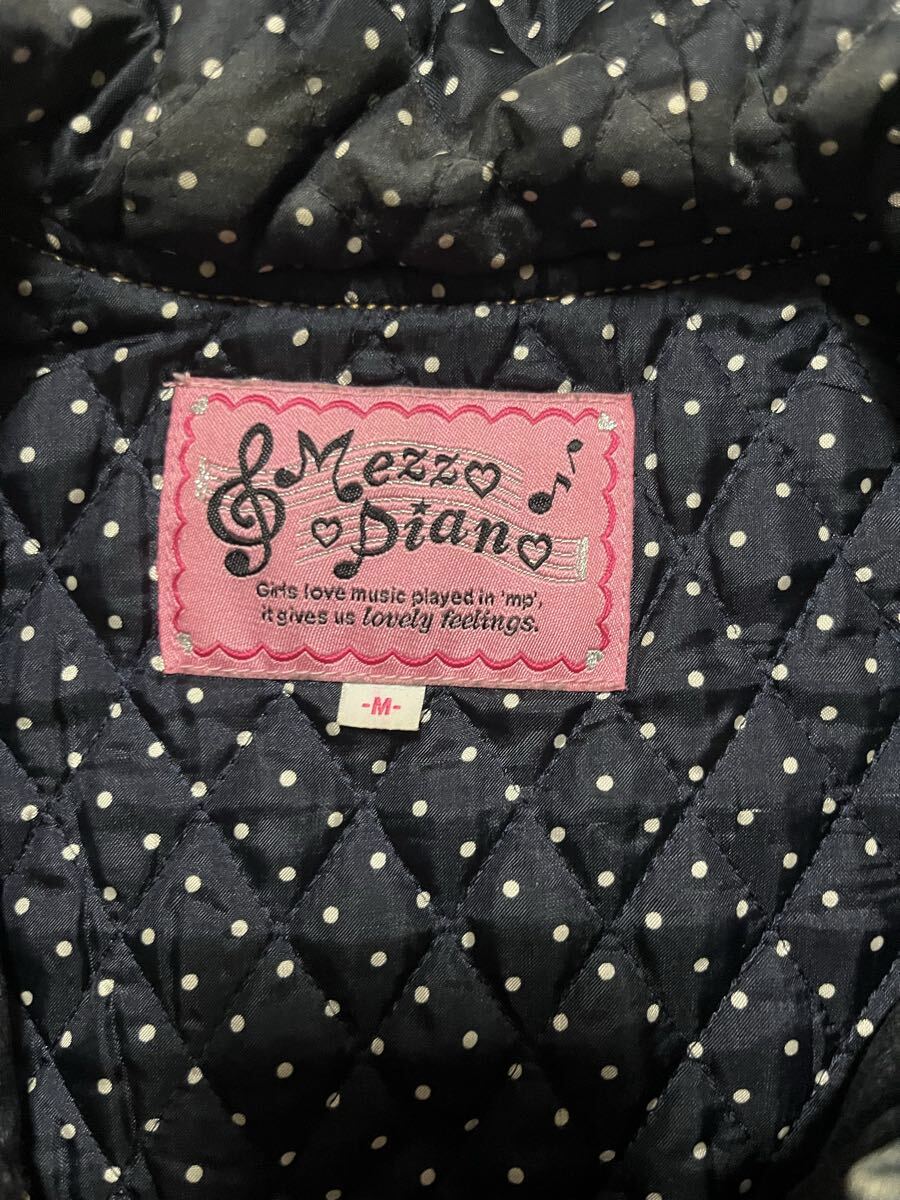 Mezzo
Piano
Girls love music played in 'mp',
it gives us lovely feelings.
-M-